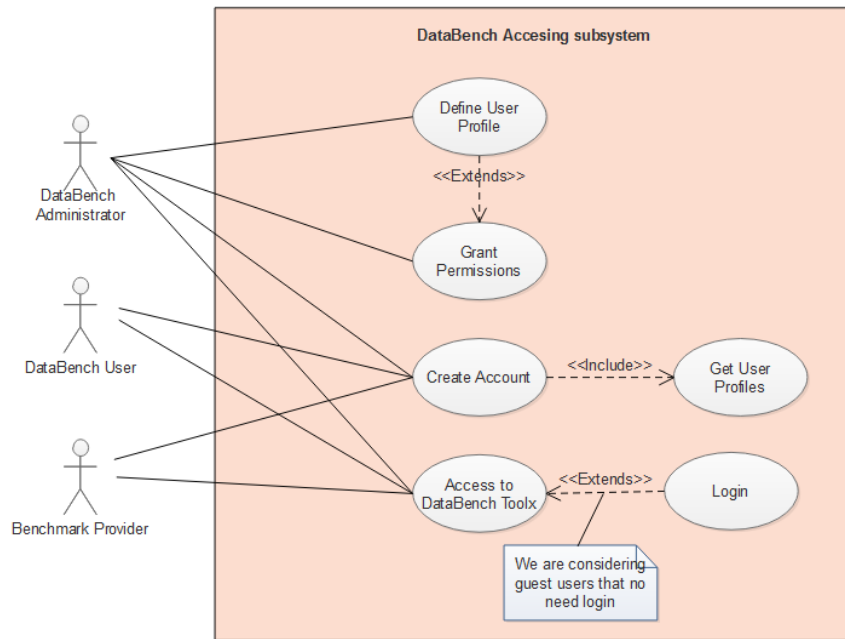 DataBench Accesing subsystem
Define User
Profile
<<Extends>>
DataBench
Administrator
Grant
Permissions
DataBench User
Create Account
<<Include>>
Get User
Profiles
Access to
DataBench Toolx
<<Extends>>
Login
Benchmark Provider
We are considering
guest users that no
need login